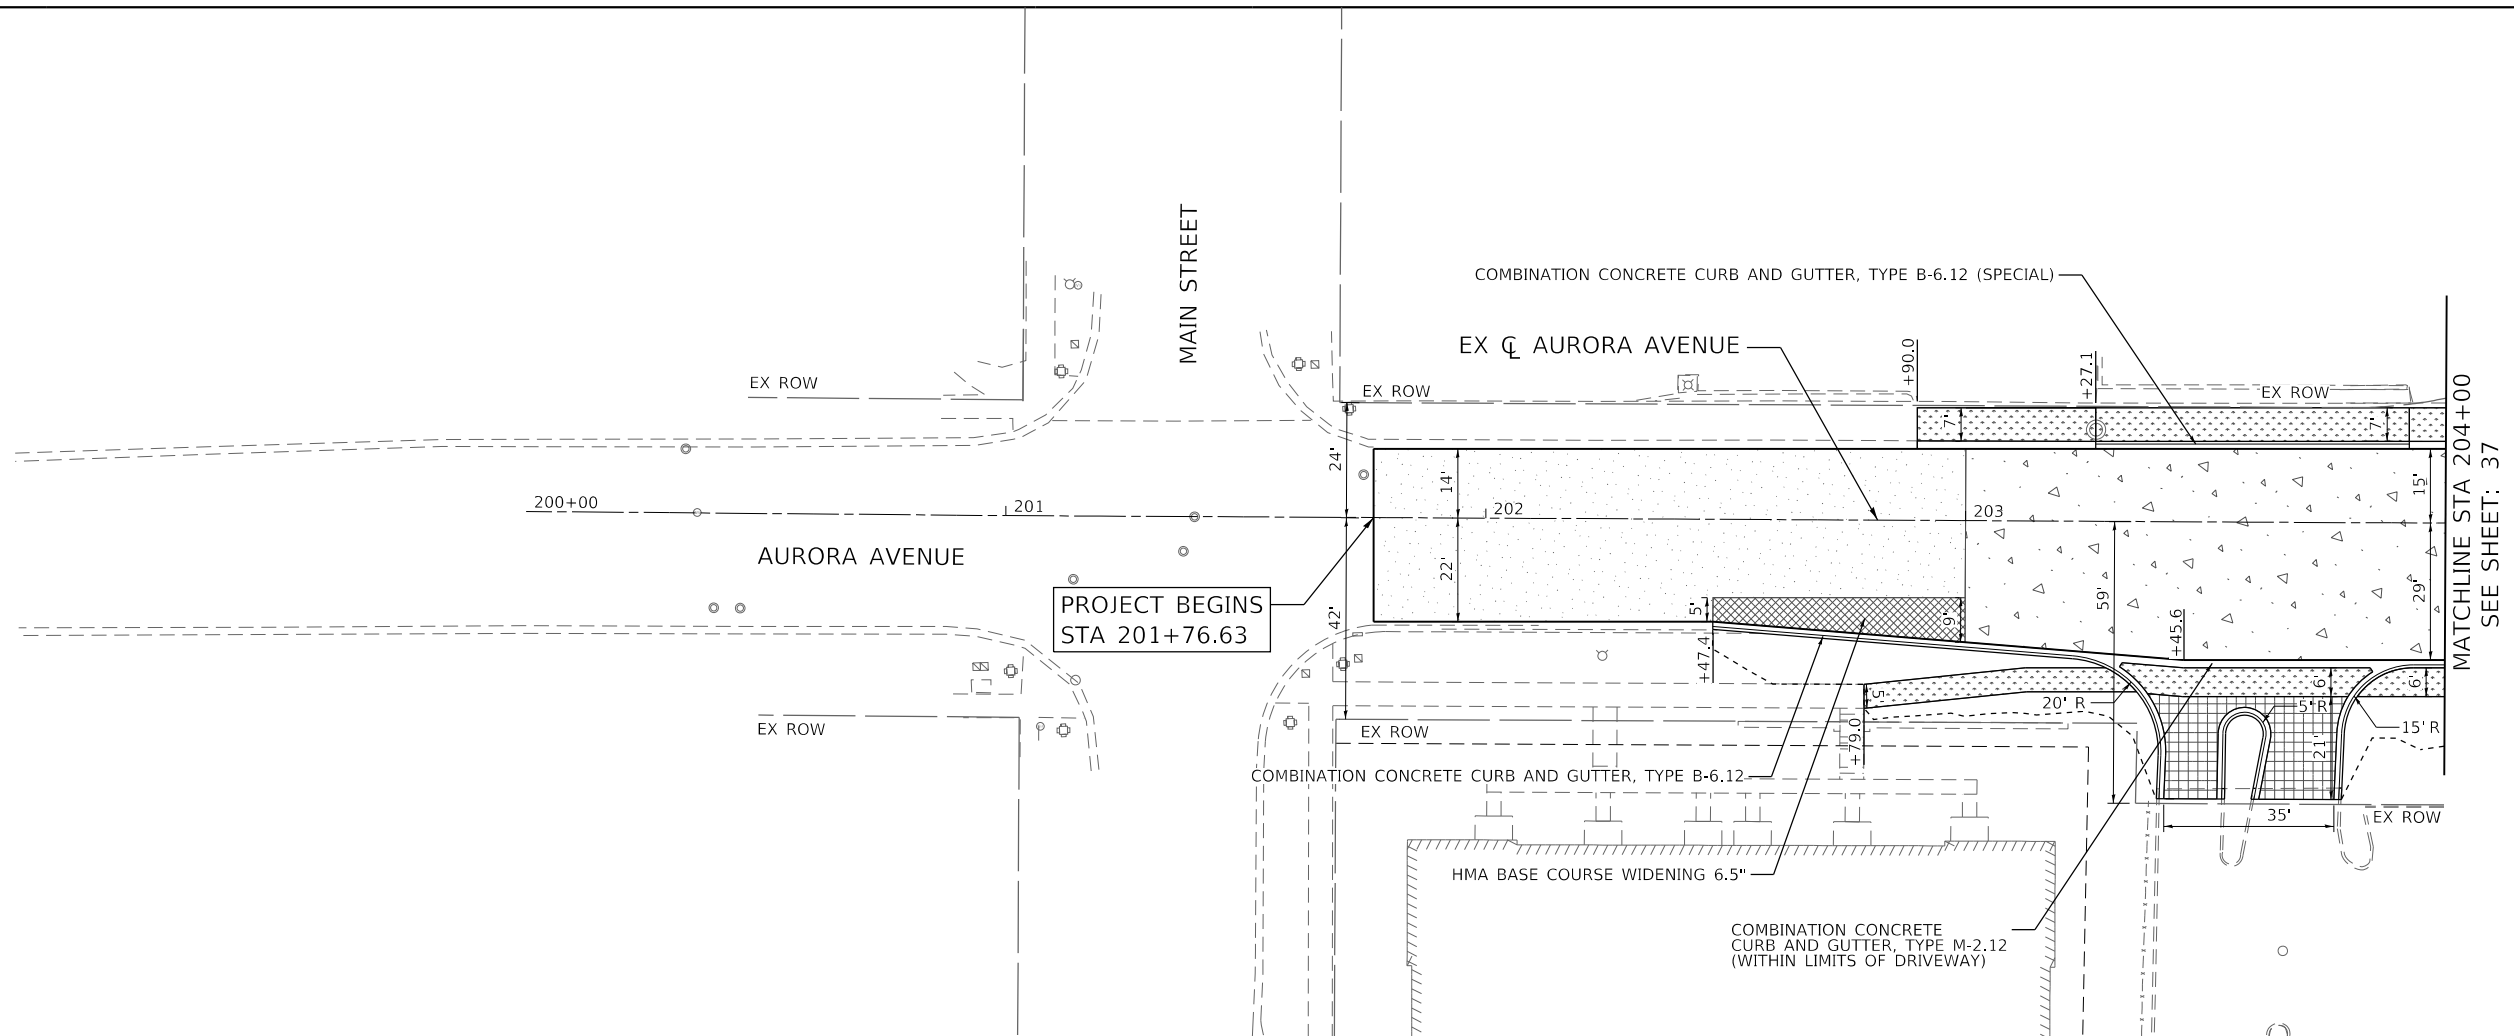 MAIN STREET
COMBINATION CONCRETE CURB AND GUTTER, TYPE B-6.12 (SPECIAL)
EX ℄ AURORA AVENUE
+90.0
+27.1
EX ROW
EX ROW
EX ROW
MATCHLINE STA 204+00
SEE SHEET: 37
7'
7'
24'
14'
15'
200+00
201
202
203
AURORA AVENUE
22'
42'
PROJECT BEGINS
STA 201+76.63
5'
9'
59'
29'
+47.4
+45.6
5'
6'
6'
20' R
5' R
15' R
21'
+79.0
EX ROW
EX ROW
COMBINATION CONCRETE CURB AND GUTTER, TYPE B-6.12
35'
EX ROW
HMA BASE COURSE WIDENING 6.5"
COMBINATION CONCRETE
CURB AND GUTTER, TYPE M-2.12
(WITHIN LIMITS OF DRIVEWAY)